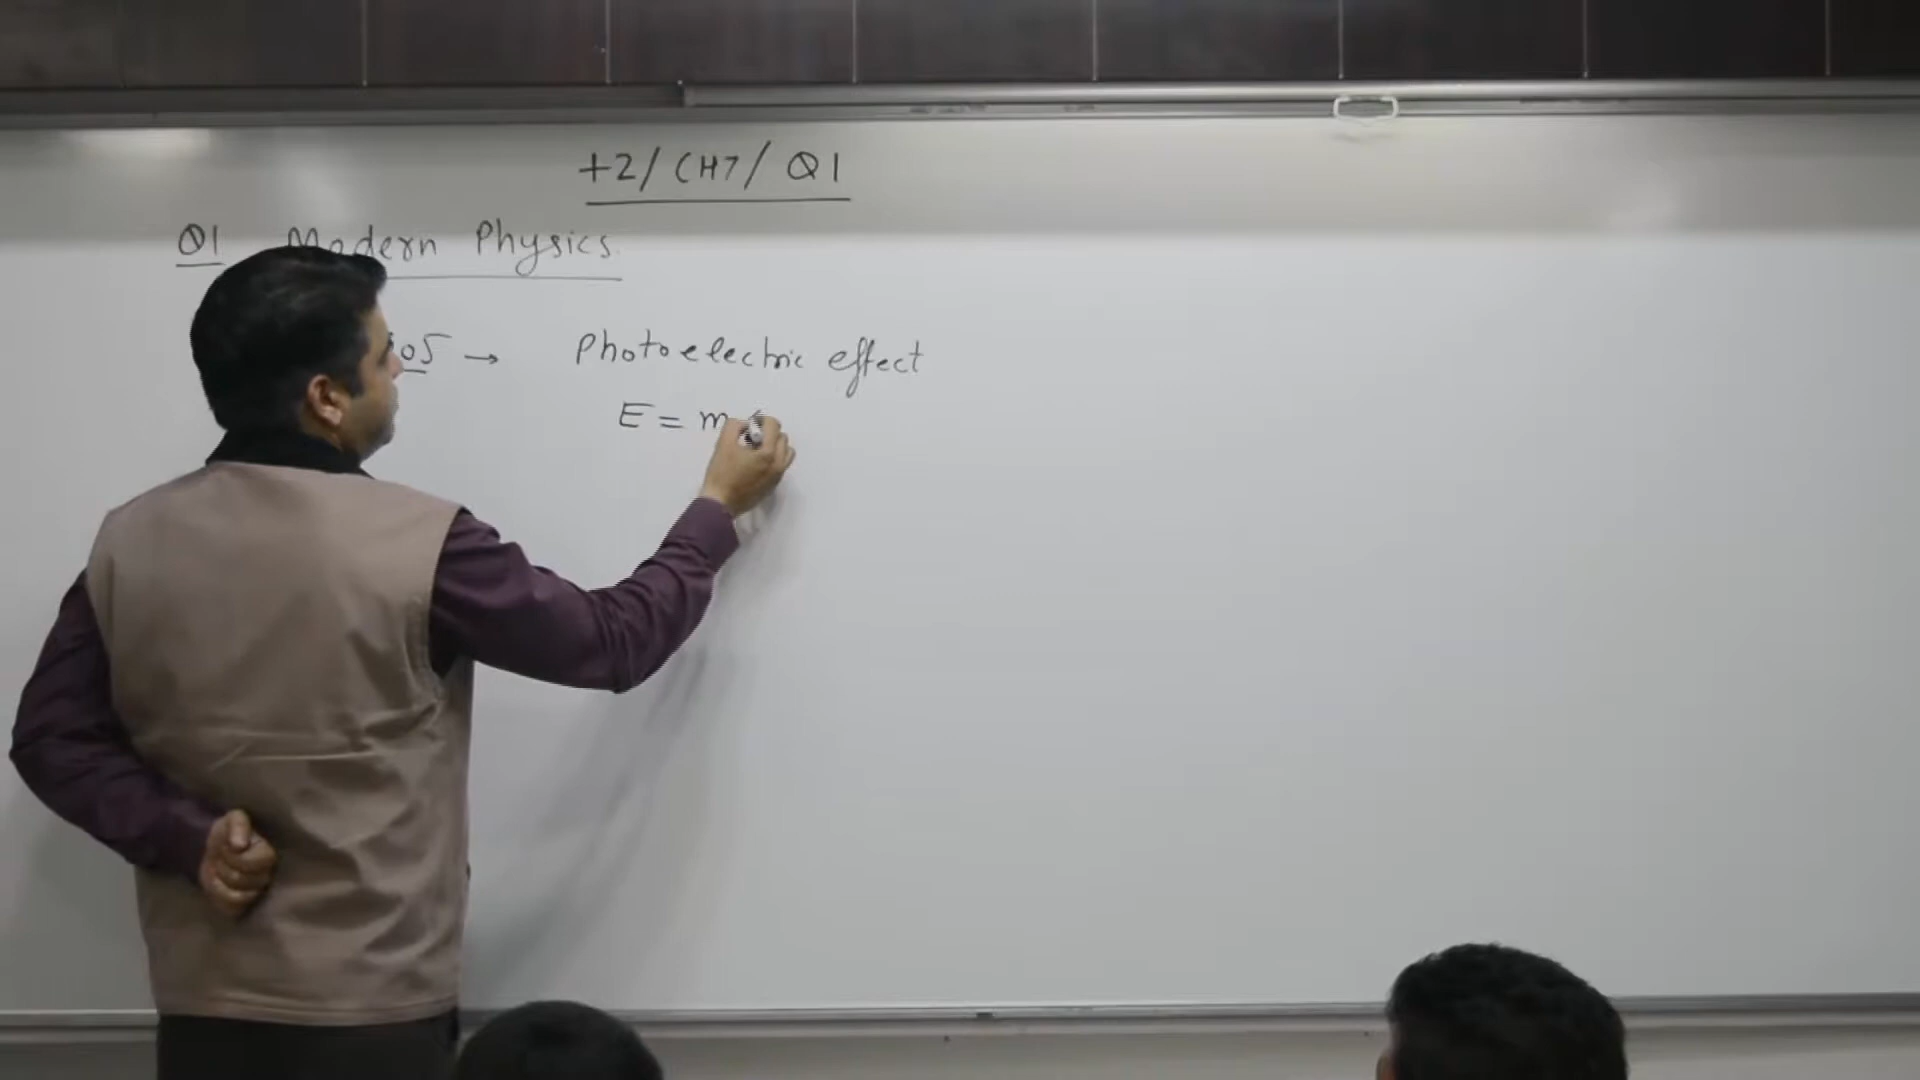 +2/ CH7/ Q1
Q1 Modern Physics
→ Photoelectric effect
E = m